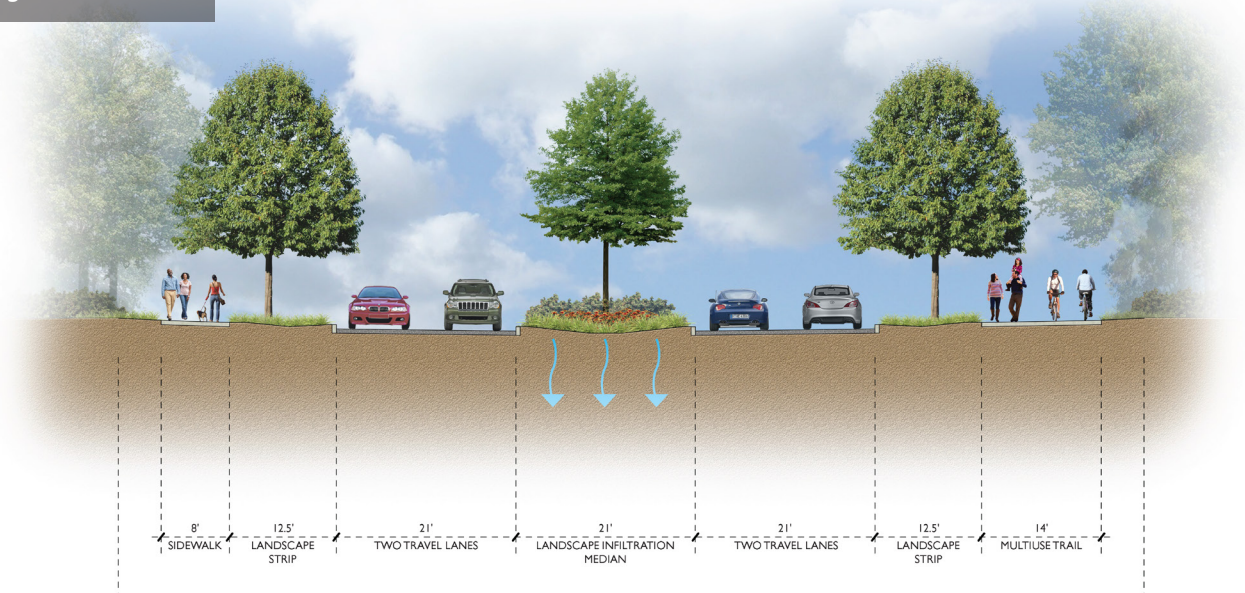 8'
SIDEWALK
12.5'
LANDSCAPE
STRIP
21'
TWO TRAVEL LANES
21'
LANDSCAPE INFILTRATION
MEDIAN
21'
TWO TRAVEL LANES
12.5'
LANDSCAPE
STRIP
14'
MULTIUSE TRAIL